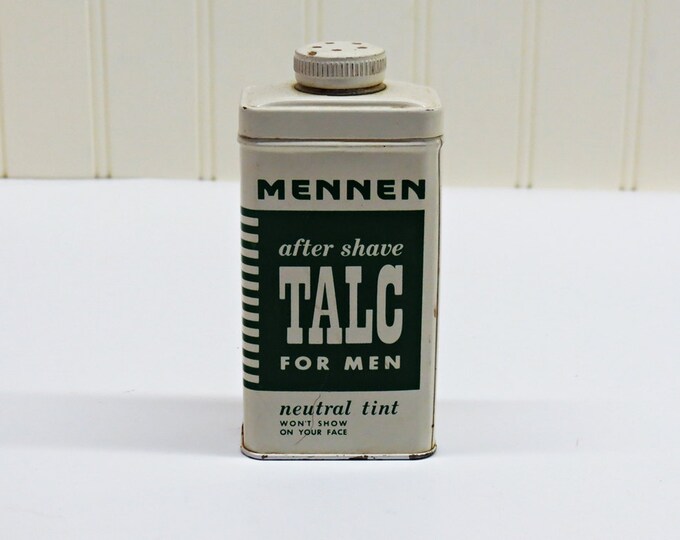 MENNEN
after shave
TALC
FOR MEN
neutral tint
WON'T SHOW
ON YOUR FACE